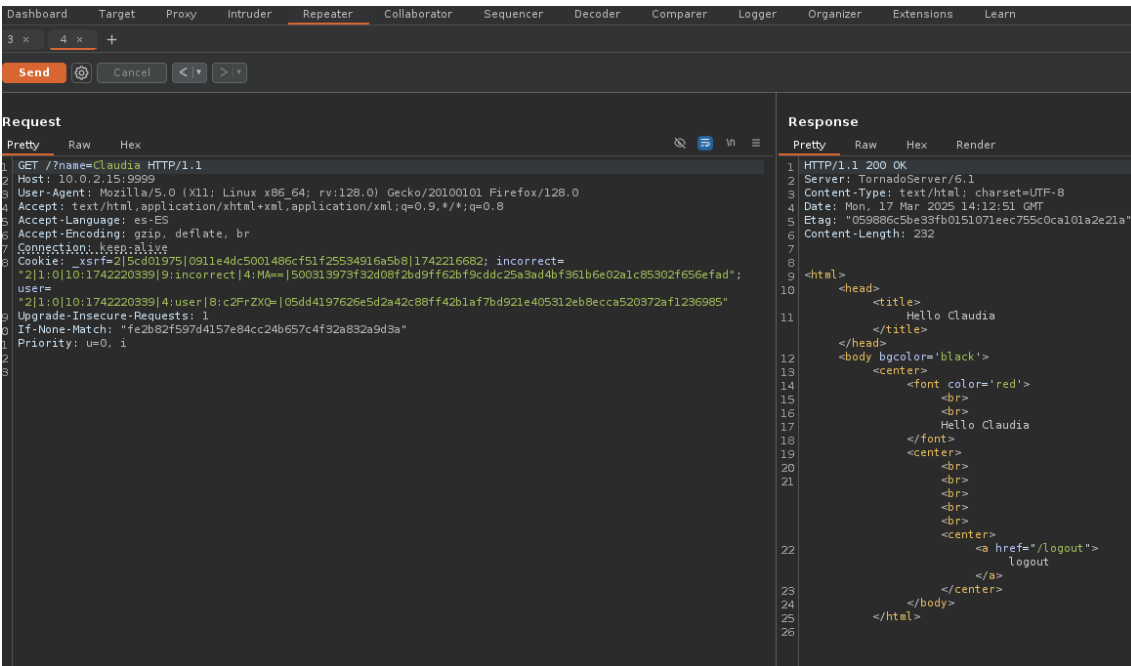 Dashboard Target Proxy Intruder Repeater Collaborator Sequencer Decoder Comparer Logger Organizer Extensions Learn
3 × 4 × +
Send Cancel < >
Request
Pretty Raw Hex
\n
1 GET /?name=Claudia HTTP/1.1
2 Host: 10.0.2.15:9999
3 User-Agent: Mozilla/5.0 (X11; Linux x86_64; rv:128.0) Gecko/20100101 Firefox/128.0
4 Accept: text/html,application/xhtml+xml,application/xml;q=0.9,*/*;q=0.8
5 Accept-Language: es-ES
6 Accept-Encoding: gzip, deflate, br
7 Connection: keep-alive
8 Cookie: _xsrf=2|5cd01975|0911e4dc5001486cf51f25534916a5b8|1742216682; incorrect=
"2|1:0|10:1742220339|9:incorrect|4:MA==|500313973f32d08f2bd9ff62bf9cddc25a3ad4bf361b6e02a1c85302f656efad";
user=
"2|1:0|10:1742220339|4:user|8:c2FrZXQ=|05dd4197626e5d2a42c88ff42b1af7bd921e405312eb8ecca520372af1236985"
9 Upgrade-Insecure-Requests: 1
0 If-None-Match: "fe2b82f597d4157e84cc24b657c4f32a832a9d3a"
1 Priority: u=0, i
2
3
Response
Pretty Raw Hex Render
1 HTTP/1.1 200 OK
2 Server: TornadoServer/6.1
3 Content-Type: text/html; charset=UTF-8
4 Date: Mon, 17 Mar 2025 14:12:51 GMT
5 Etag: "059886c5be33fb0151071eec755c0ca101a2e21a"
6 Content-Length: 232
7
8
9 <html>
10 <head>
<title>
11 Hello Claudia
</title>
</head>
12 <body bgcolor='black'>
13 <center>
14 <font color='red'>
15 <br>
16 <br>
17 Hello Claudia
18 </font>
19 <center>
20 <br>
21 <br>
<br>
<br>
<br>
<center>
22 <a href="/logout">
logout
</a>
23 </center>
24 </body>
25 </html>
26